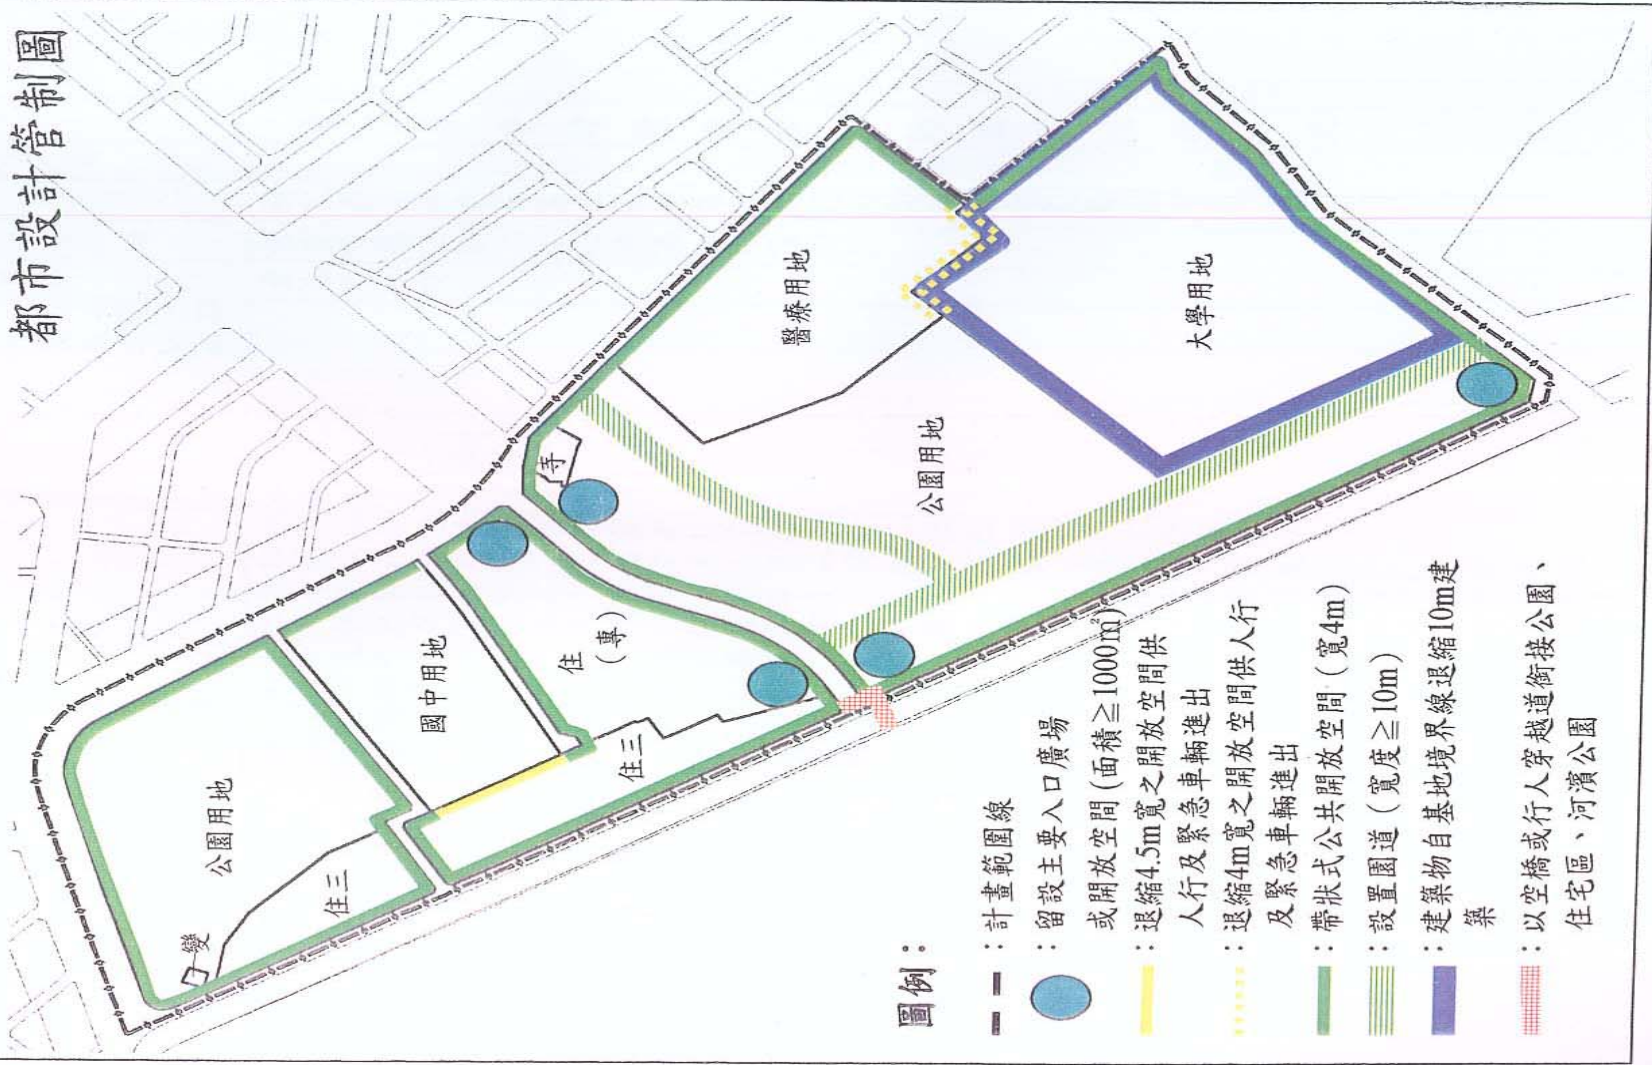 都市設計管制圖
變
公園用地
住三
國中用地
住
(專)
住三
寺
醫療用地
公園用地
大學用地
圖例：
：計畫範圍線
：留設主要入口廣場
或開放空間(面積≧1000㎡)
：退縮4.5m寬之開放空間供
人行及緊急車輛進出
：退縮4m寬之開放空間供人行
及緊急車輛進出
：帶狀式公共開放空間(寬4m)
：設置園道(寬度≧10m)
：建築物自基地境界線退縮10m建
築
：以空橋或行人穿越道銜接公園、
住宅區、河濱公園